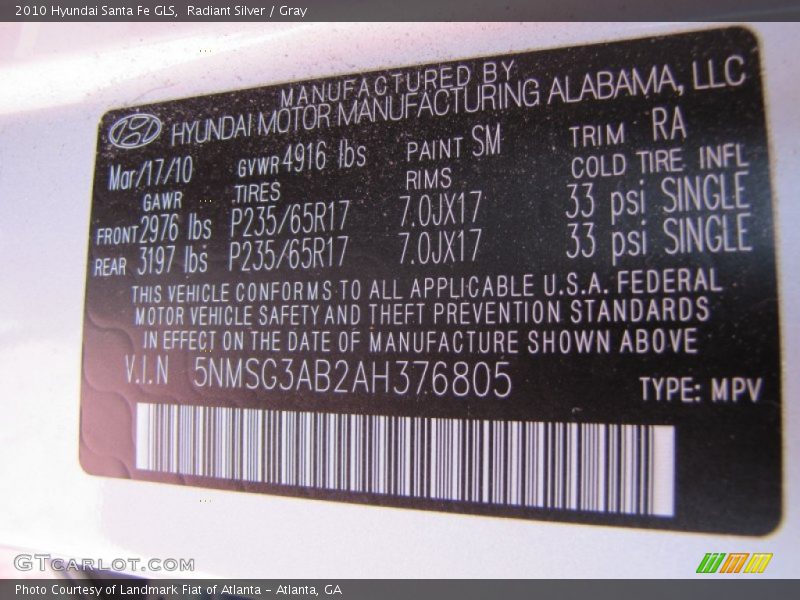 2010 Hyundai Santa Fe GLS,  Radiant Silver / Gray
MANUFACTURED BY
HYUNDAI MOTOR MANUFACTURING ALABAMA, LLC
Mar/17/10 GVWR 4916 lbs PAINT SM TRIM RA
GAWR TIRES RIMS COLD TIRE INFL
FRONT 2976 lbs P235/65R17 7.0JX17 33 psi SINGLE
REAR 3197 lbs P235/65R17 7.0JX17 33 psi SINGLE
THIS VEHICLE CONFORMS TO ALL APPLICABLE U.S.A. FEDERAL
MOTOR VEHICLE SAFETY AND THEFT PREVENTION STANDARDS
IN EFFECT ON THE DATE OF MANUFACTURE SHOWN ABOVE
V.I.N 5NMSG3AB2AH376805 TYPE: MPV
GTCARLOT.COM
Photo Courtesy of Landmark Fiat of Atlanta - Atlanta, GA